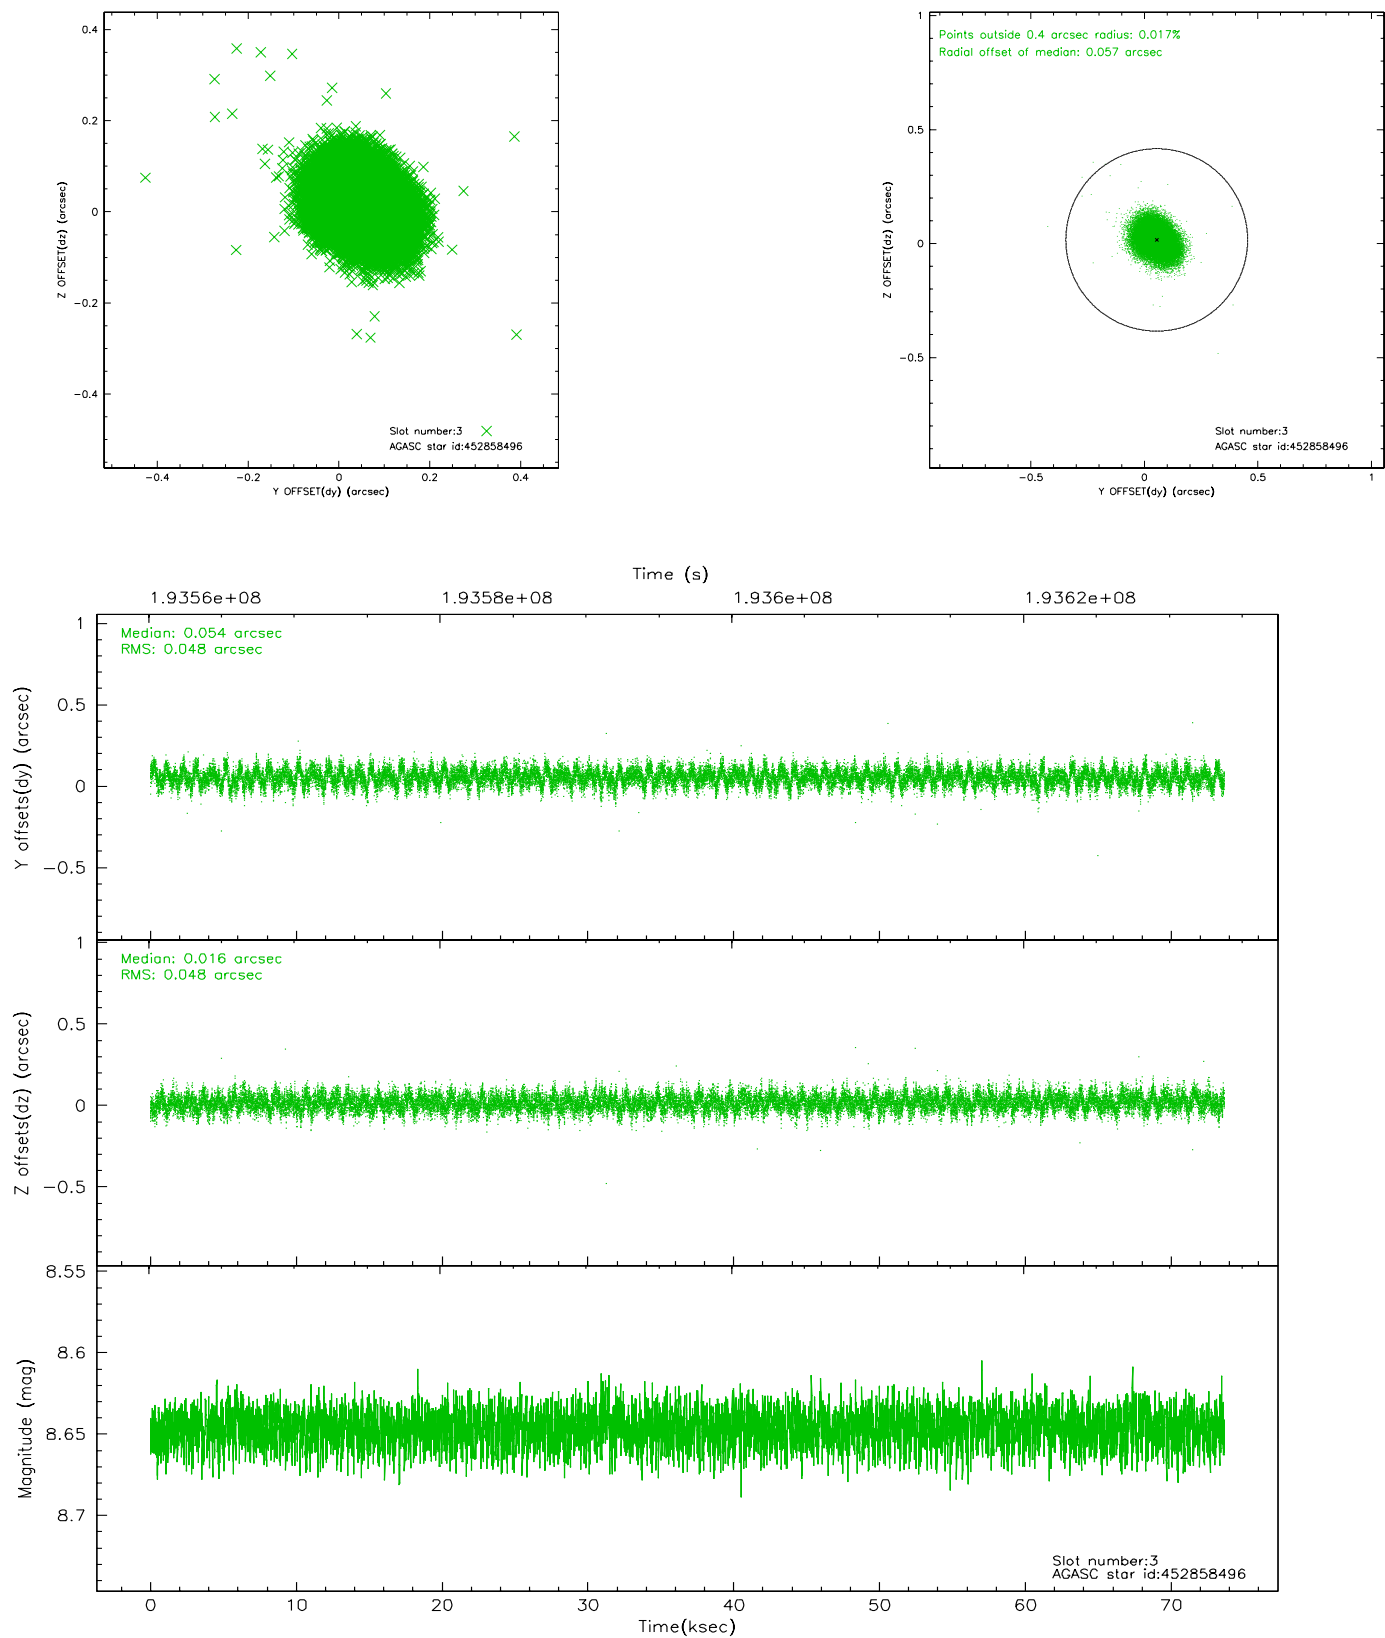 0.4
0.2
0
−0.2
−0.4
Z OFFSET(dz) (arcsec)
Slot number:3
AGASC star id:452858496
−0.4 −0.2 0 0.2 0.4
Y OFFSET(dy) (arcsec)
1
0.5
0
−0.5
Z OFFSET(dz) (arcsec)
Points outside 0.4 arcsec radius: 0.017%
Radial offset of median: 0.057 arcsec
Slot number:3
AGASC star id:452858496
−0.5 0 0.5 1
Y OFFSET(dy) (arcsec)
Time (s)
1.9356e+08 1.9358e+08 1.936e+08 1.9362e+08
Median: 0.054 arcsec
RMS: 0.048 arcsec
1
0.5
0
−0.5
Y offsets(dy) (arcsec)
Median: 0.016 arcsec
RMS: 0.048 arcsec
1
0.5
0
−0.5
Z offsets(dz) (arcsec)
8.55
8.6
8.65
8.7
Magnitude (mag)
Slot number:3
AGASC star id:452858496
0 10 20 30 40 50 60 70
Time(ksec)